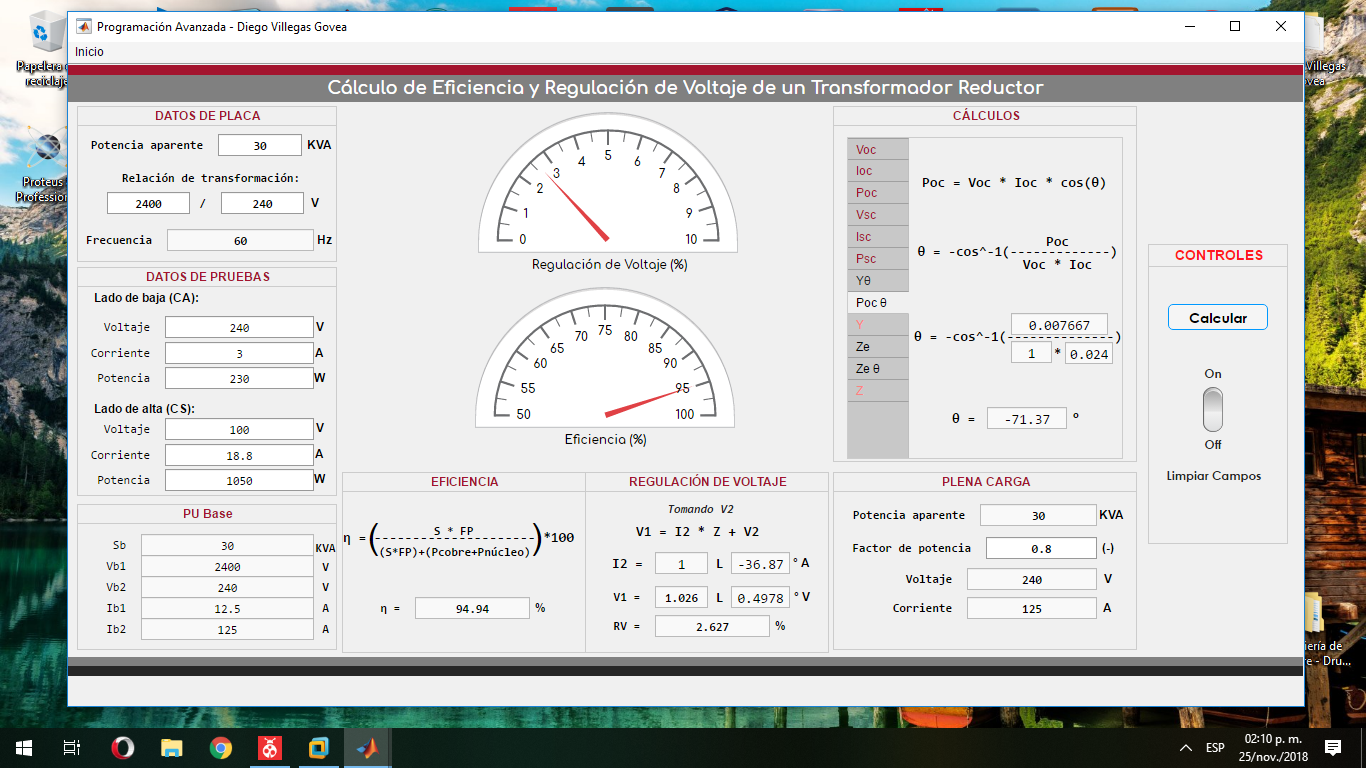 Programación Avanzada - Diego Villegas Govea
Inicio
Papelera
reciclaje
Proteus
Profession
Villegas
ovea
Cálculo de Eficiencia y Regulación de Voltaje de un Transformador Reductor
DATOS DE PLACA
Potencia aparente 30 KVA
Relación de transformación:
2400 / 240 V
Frecuencia 60 Hz
DATOS DE PRUEBAS
Lado de baja (CA):
Voltaje 240 V
Corriente 3 A
Potencia 230 W
Lado de alta (CS):
Voltaje 100 V
Corriente 18.8 A
Potencia 1050 W
PU Base
Sb 30 KVA
Vb1 2400 V
Vb2 240 V
Ib1 12.5 A
Ib2 125 A
0 1 2 3 4 5 6 7 8 9 10
Regulación de Voltaje (%)
50 55 60 65 70 75 80 85 90 95 100
Eficiencia (%)
EFICIENCIA
η =( S * FP
--------------------
(S*FP)+(Pcobre+Pnúcleo) )*100
η = 94.94 %
REGULACIÓN DE VOLTAJE
Tomando V2
V1 = I2 * Z + V2
I2 = 1 L -36.87 ° A
V1 = 1.026 L 0.4978 ° V
RV = 2.627 %
CÁLCULOS
Voc
Ioc
Poc
Vsc
Isc
Psc
Yθ
Poc θ
Y
Ze
Ze θ
Z
Poc = Voc * Ioc * cos(θ)
Poc
θ = -cos^-1(-------------)
Voc * Ioc
0.007667
θ = -cos^-1(--------------)
1 * 0.024
θ = -71.37 º
PLENA CARGA
Potencia aparente 30 KVA
Factor de potencia 0.8 (-)
Voltaje 240 V
Corriente 125 A
CONTROLES
Calcular
On
Off
Limpiar Campos
iería de
e - Dru...
ESP
02:10 p. m.
25/nov./2018